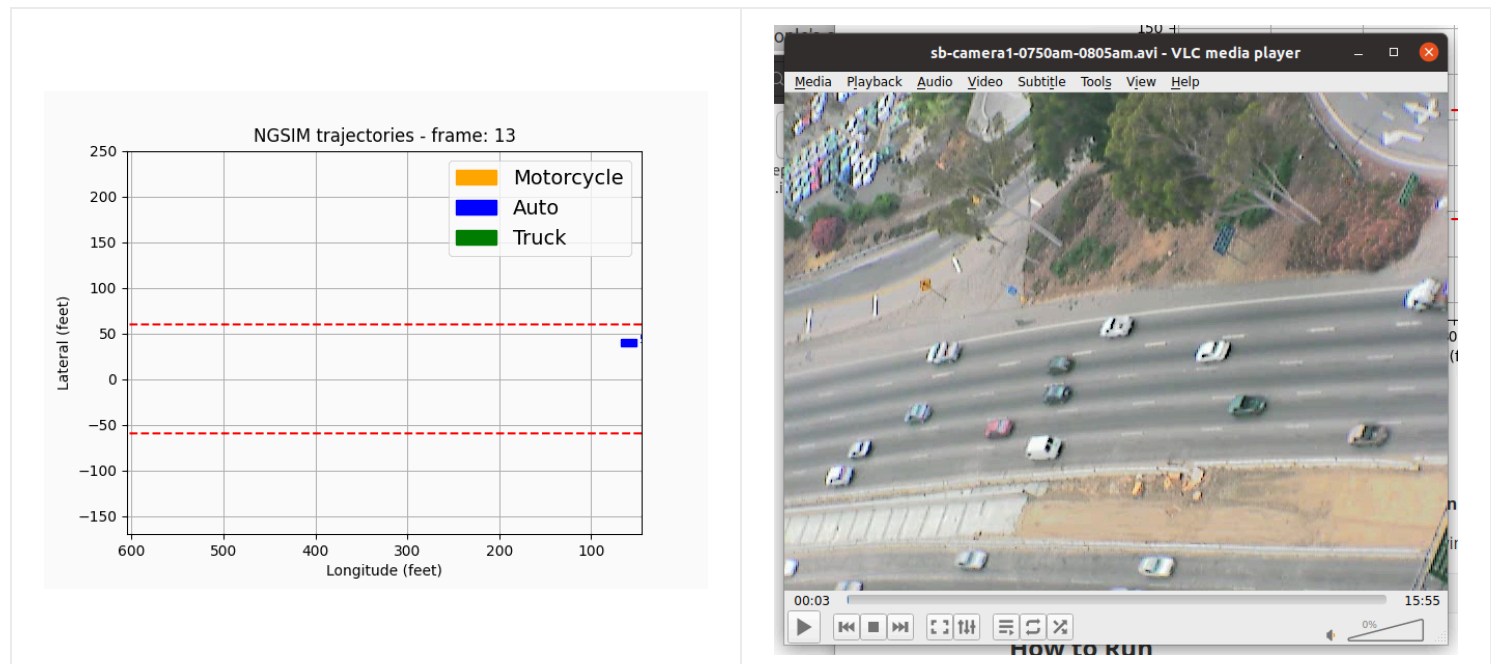 NGSIM trajectories - frame: 13
250
200
150
100
50
0
−50
−100
−150
Lateral (feet)
Motorcycle
Auto
Truck
600
500
400
300
200
100
Longitude (feet)
150
sb-camera1-0750am-0805am.avi - VLC media player
Media Playback Audio Video Subtitle Tools View Help
00:03
15:55
0%
How to Run